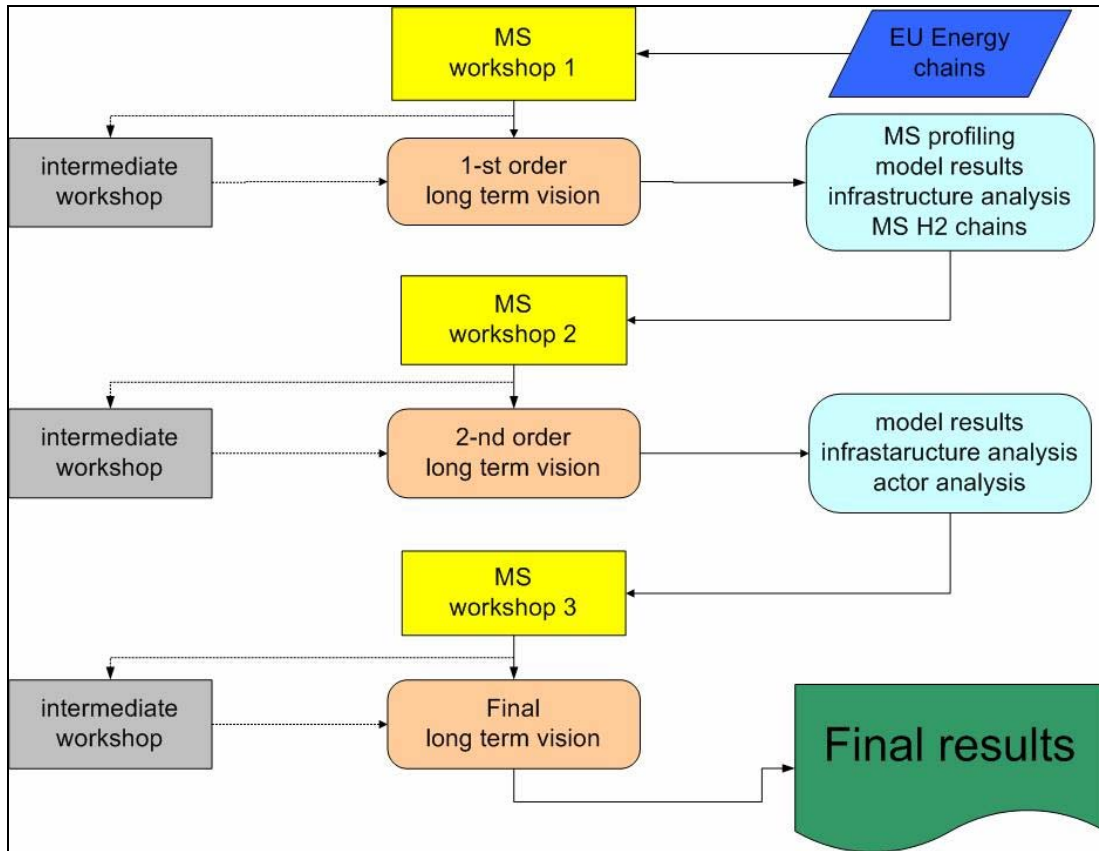 MS
workshop 1
EU Energy
chains
intermediate
workshop
1-st order
long term vision
MS profiling
model results
infrastructure analysis
MS H2 chains
MS
workshop 2
intermediate
workshop
2-nd order
long term vision
model results
infrastaructure analysis
actor analysis
MS
workshop 3
intermediate
workshop
Final
long term vision
Final results